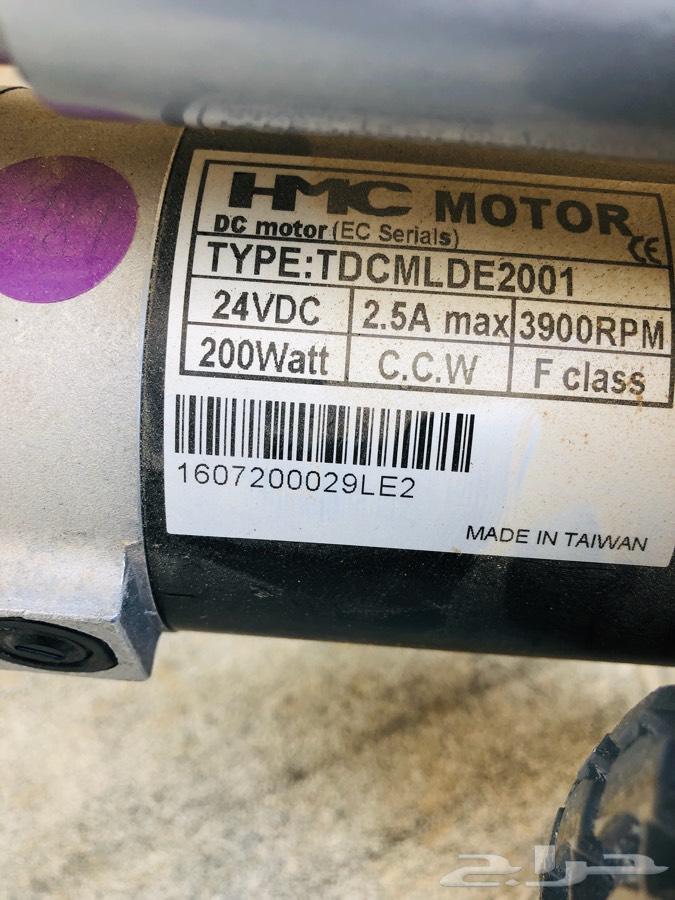 HMC MOTOR
DC motor (EC Serials) CE
TYPE:TDCMLDE2001
24VDC 2.5A max 3900RPM
200Watt C.C.W F class
1607200029LE2
MADE IN TAIWAN
حراج